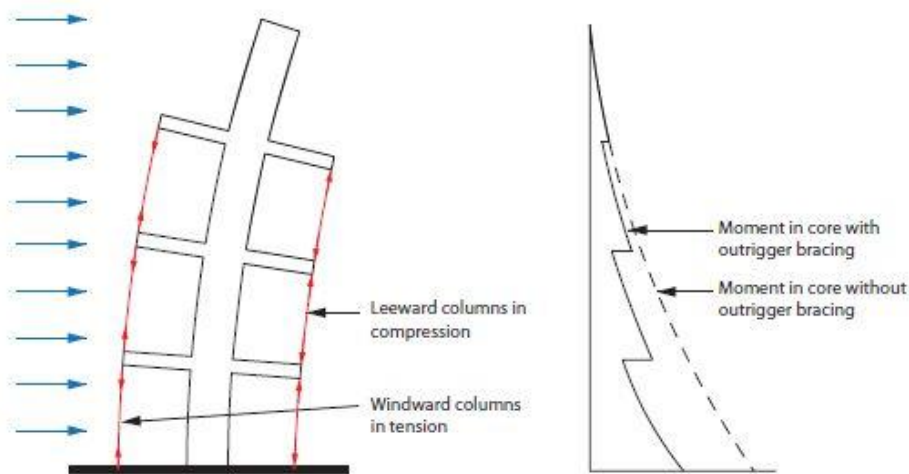 Moment in core with
outrigger bracing
Moment in core without
outrigger bracing
Leeward columns in
compression
Windward columns
in tension